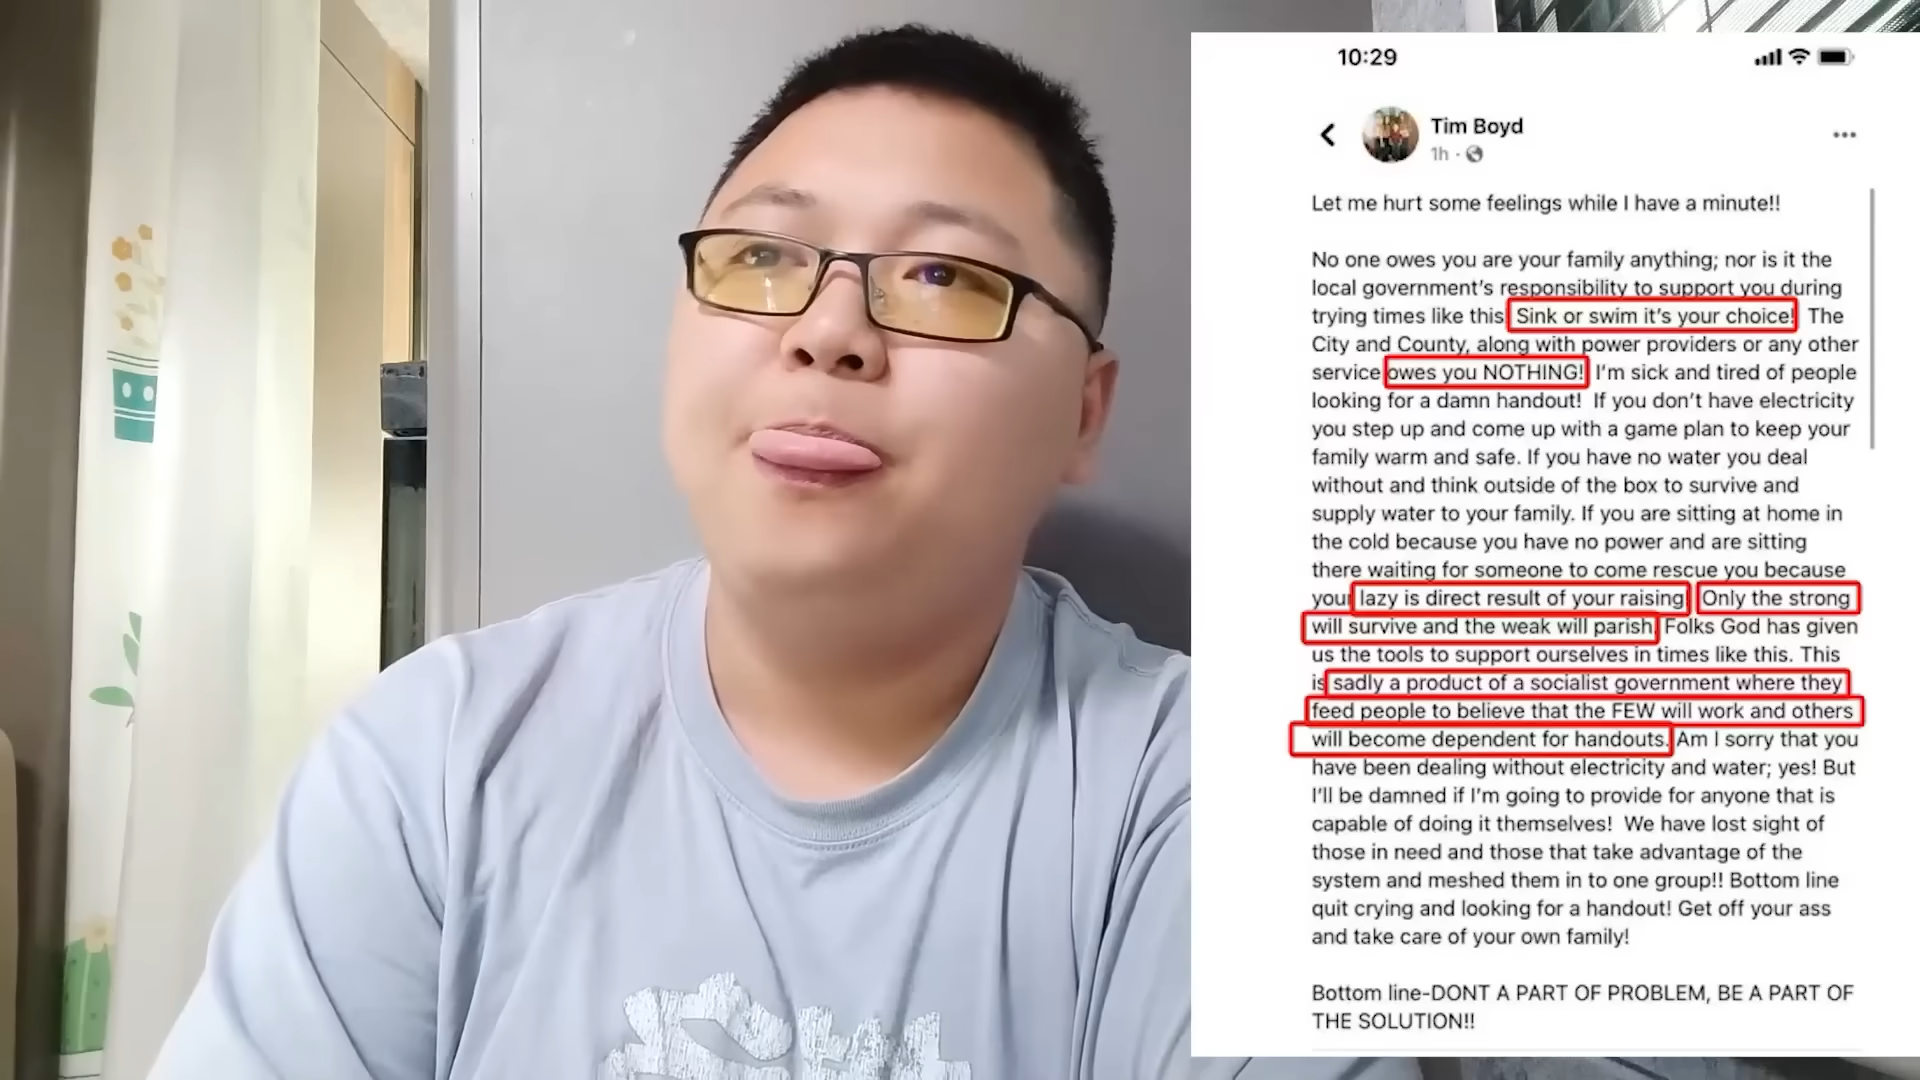 10:29
Tim Boyd
1h
Let me hurt some feelings while I have a minute!!
No one owes you are your family anything; nor is it the
local government's responsibility to support you during
trying times like this Sink or swim it's your choice! The
City and County, along with power providers or any other
service owes you NOTHING! I'm sick and tired of people
looking for a damn handout! If you don't have electricity
you step up and come up with a game plan to keep your
family warm and safe. If you have no water you deal
without and think outside of the box to survive and
supply water to your family. If you are sitting at home in
the cold because you have no power and are sitting
there waiting for someone to come rescue you because
your lazy is direct result of your raising! Only the strong
will survive and the weak will parish. Folks God has given
us the tools to support ourselves in times like this. This
is sadly a product of a socialist government where they
feed people to believe that the FEW will work and others
will become dependent for handouts. Am I sorry that you
have been dealing without electricity and water; yes! But
I'll be damned if I'm going to provide for anyone that is
capable of doing it themselves! We have lost sight of
those in need and those that take advantage of the
system and meshed them in to one group!! Bottom line
quit crying and looking for a handout! Get off your ass
and take care of your own family!
Bottom line-DONT A PART OF PROBLEM, BE A PART OF
THE SOLUTION!!